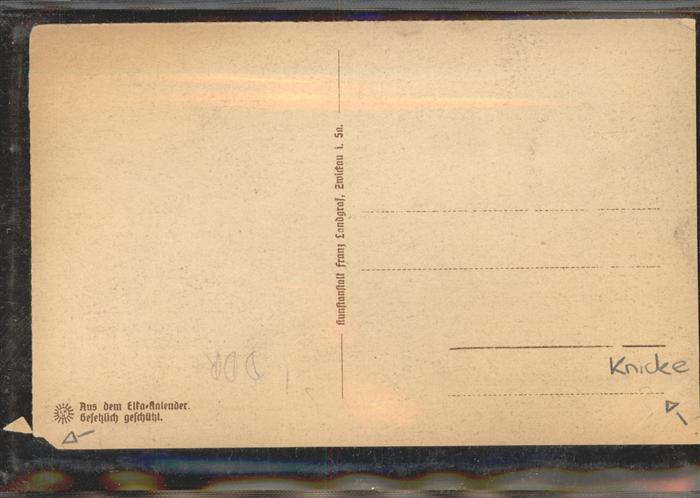 Kunstanstalt Franz Landgraf, Zwickau i. Sa.
Knicke
DDR
Aus dem Elka-Kalender.
Gesetzlich geschützt.